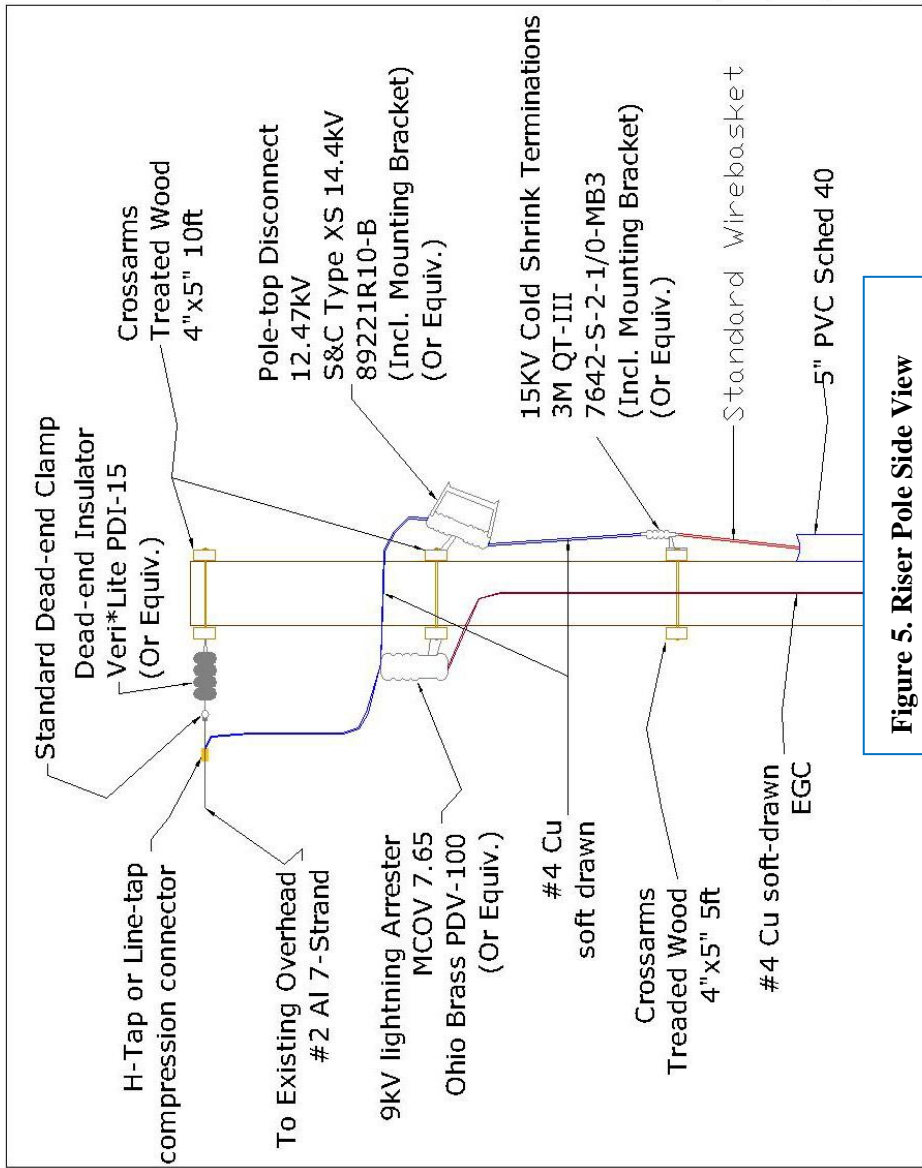 Standard Dead-end Clamp
Dead-end Insulator
Veri*Lite PDI-15
(Or Equiv.)
H-Tap or Line-tap
compression connector
To Existing Overhead
#2 Al 7-Strand
9kV lightning Arrester
MCOV 7.65
Ohio Brass PDV-100
(Or Equiv.)
#4 Cu
soft drawn
Crossarms
Treaded Wood
4"x5" 5ft
#4 Cu soft-drawn
EGC
Crossarms
Treated Wood
4"x5" 10ft
Pole-top Disconnect
12.47kV
S&C Type XS 14.4kV
89221R10-B
(Incl. Mounting Bracket)
(Or Equiv.)
15KV Cold Shrink Terminations
3M QT-III
7642-S-2-1/0-MB3
(Incl. Mounting Bracket)
(Or Equiv.)
Standard Wirebasket
5" PVC Sched 40
Figure 5. Riser Pole Side View